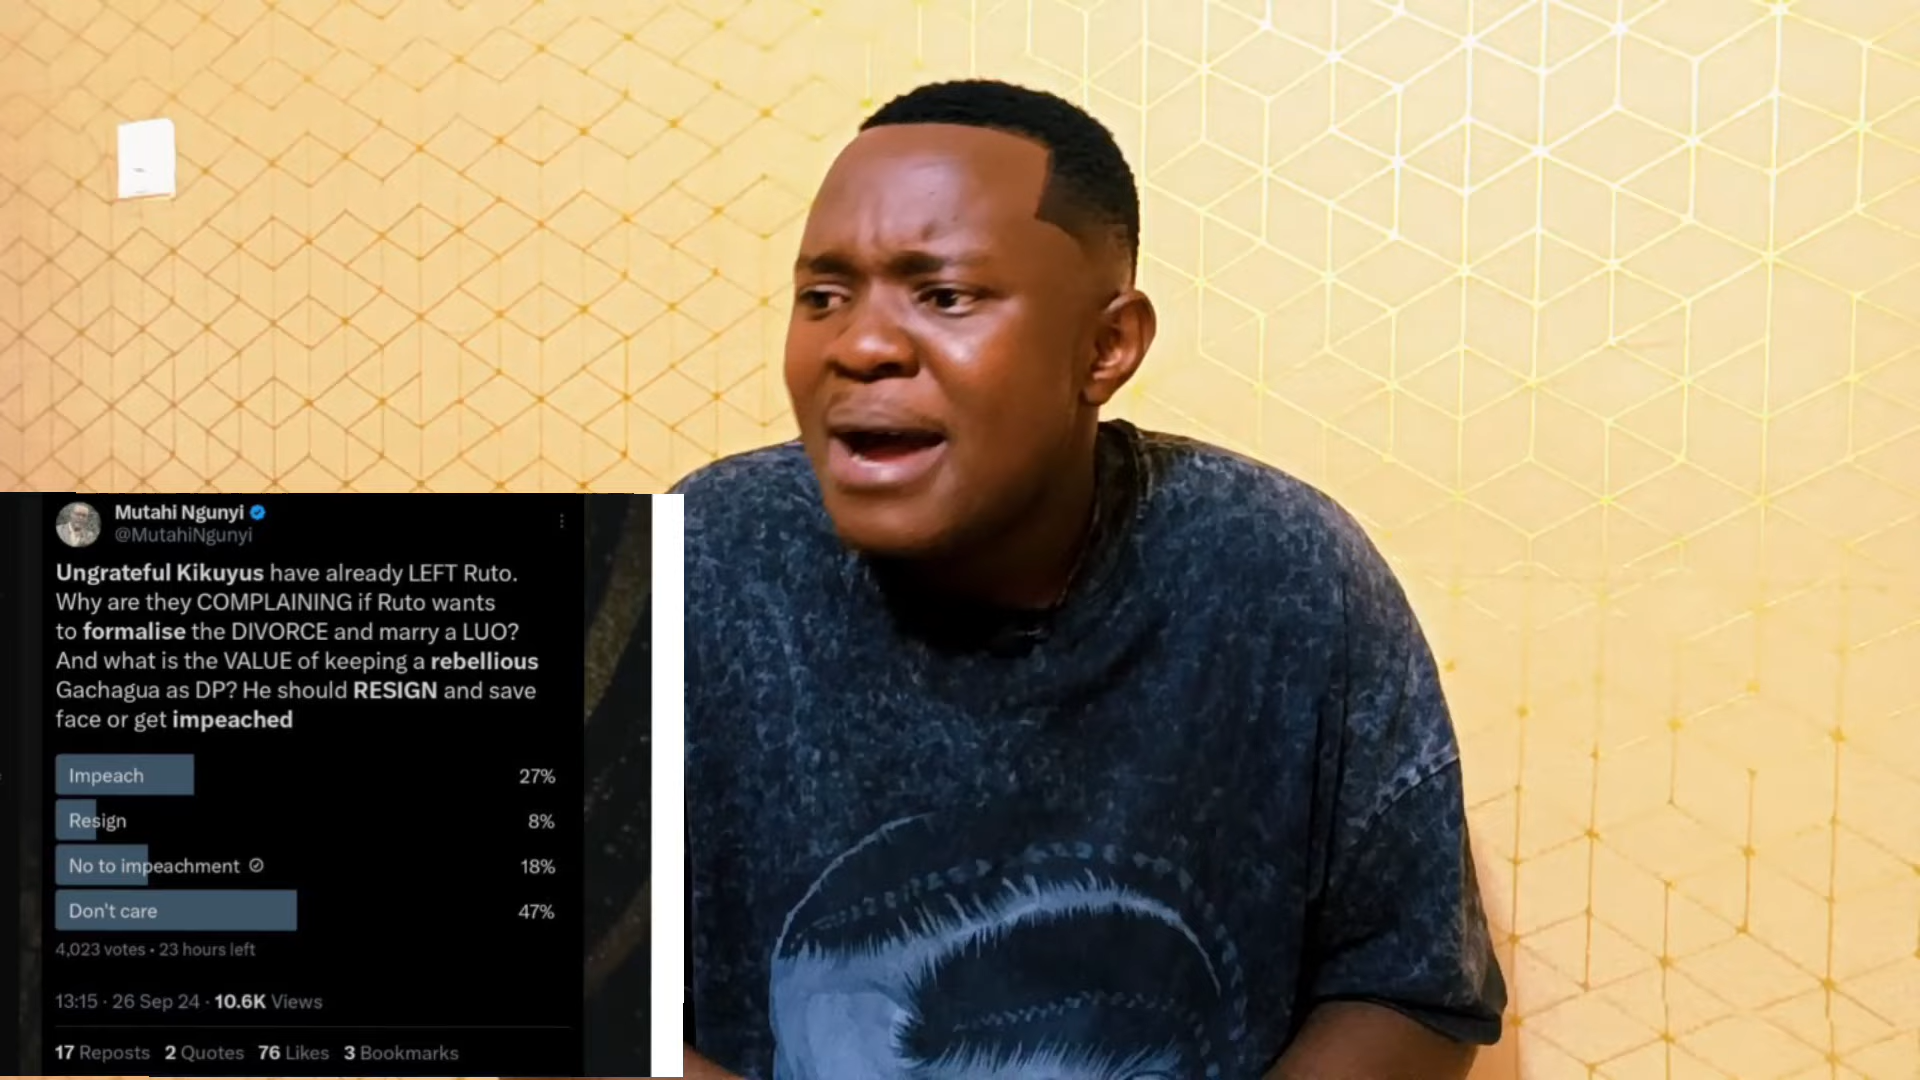 Mutahi Ngunyi
@MutahiNgunyi
Ungrateful Kikuyus have already LEFT Ruto.
Why are they COMPLAINING if Ruto wants
to formalise the DIVORCE and marry a LUO?
And what is the VALUE of keeping a rebellious
Gachagua as DP? He should RESIGN and save
face or get impeached
Impeach 27%
Resign 8%
No to impeachment 18%
Don't care 47%
4,023 votes • 23 hours left
13:15 · 26 Sep 24 · 10.6K Views
17 Reposts 2 Quotes 76 Likes 3 Bookmarks